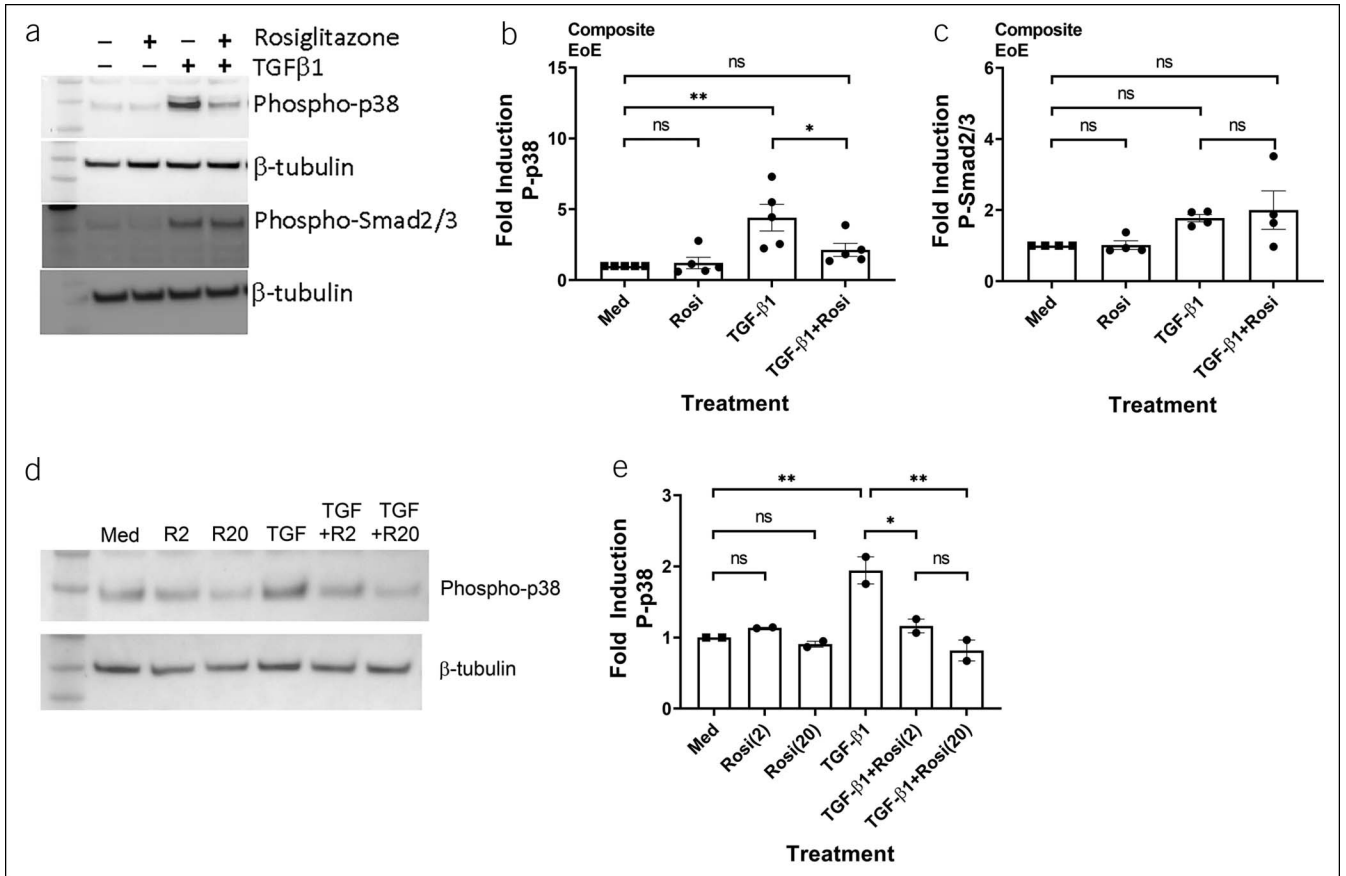 a
− + − + Rosiglitazone
− − + + TGFβ1
Phospho-p38
β-tubulin
Phospho-Smad2/3
β-tubulin
b
Composite
EoE
ns
**
ns
*
15
10
5
0
Fold Induction
P-p38
Med
Rosi
TGF-β1
TGF-β1+Rosi
Treatment
c
Composite
EoE
ns
ns
ns
ns
6
4
2
0
Fold Induction
P-Smad2/3
Med
Rosi
TGF-β1
TGF-β1+Rosi
Treatment
d
Med R2 R20 TGF TGF +R2 TGF +R20
Phospho-p38
β-tubulin
e
** **
ns
*
ns
ns
3
2
1
0
Fold Induction
P-p38
Med
Rosi(2)
Rosi(20)
TGF-β1
TGF-β1+Rosi(2)
TGF-β1+Rosi(20)
Treatment